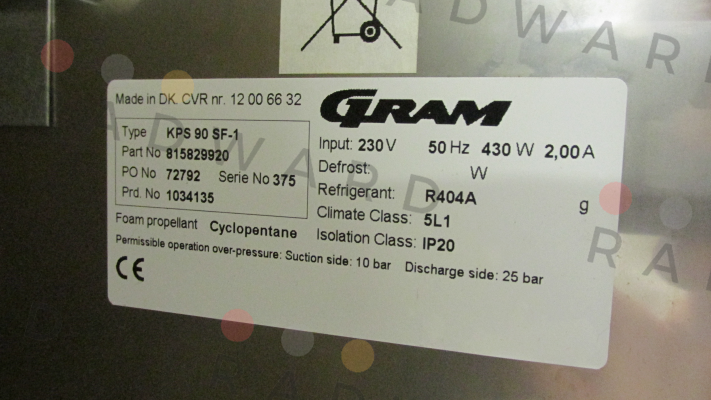 Made in DK. CVR nr. 12 00 66 32
GRAM
Type KPS 90 SF-1
Part No 815829920
PO No 72792 Serie No 375
Prd. No 1034135
Input: 230 V 50 Hz 430 W 2,00 A
Defrost: W
Refrigerant: R404A g
Climate Class: 5L1
Isolation Class: IP20
Foam propellant Cyclopentane
Permissible operation over-pressure: Suction side: 10 bar Discharge side: 25 bar
CE
RADWARD